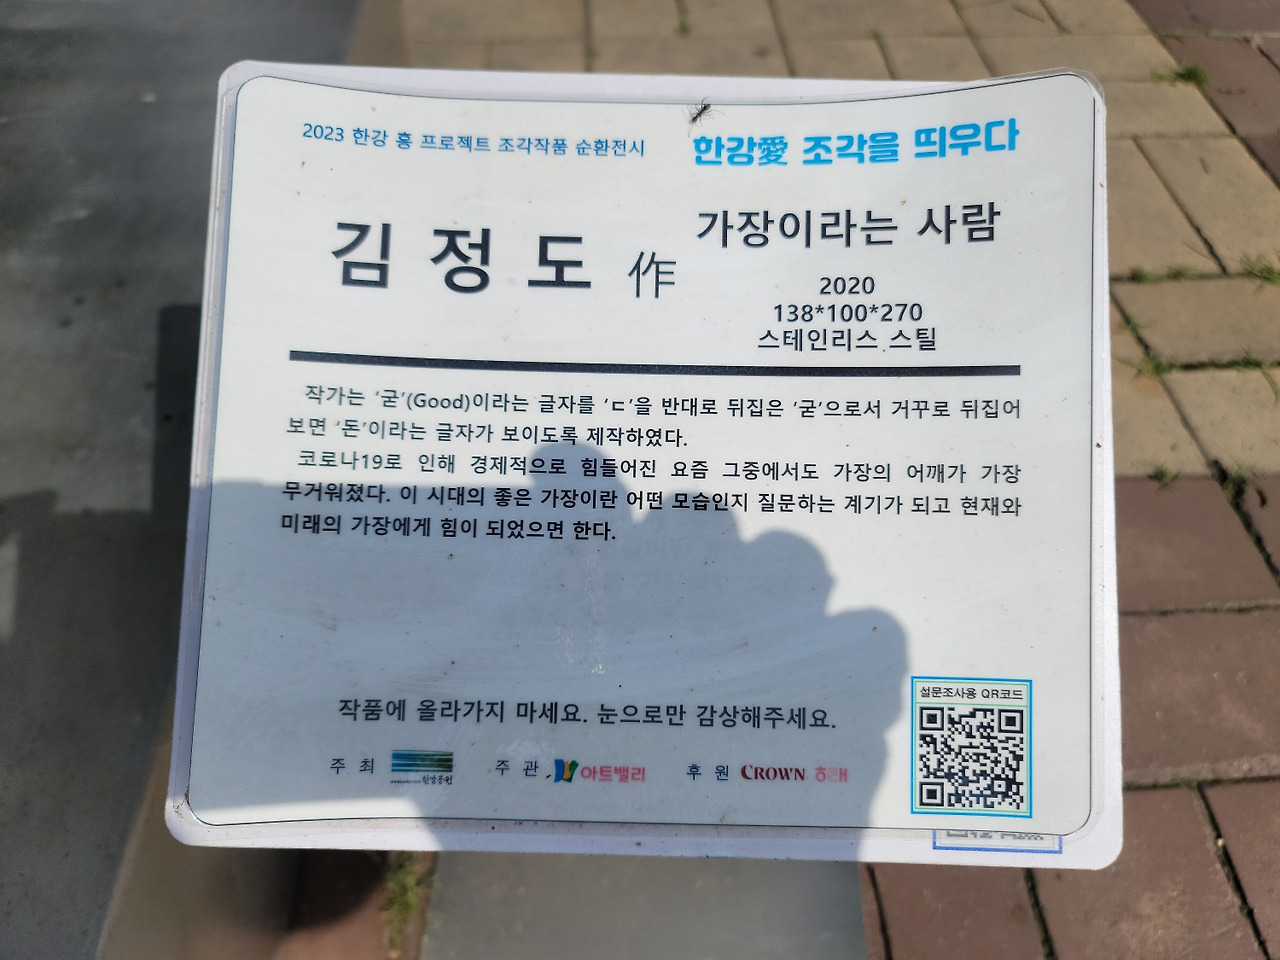 2023 한강 흥 프로젝트 조각작품 순환전시
한강愛 조각을 띄우다
김정도 作
가장이라는 사람
2020
138*100*270
스테인리스 스틸
작가는 '굳'(Good)이라는 글자를 'ㄷ'을 반대로 뒤집은 '굳'으로서 거꾸로 뒤집어
보면 '돈'이라는 글자가 보이도록 제작하였다.
코로나19로 인해 경제적으로 힘들어진 요즘 그중에서도 가장의 어깨가 가장
무거워졌다. 이 시대의 좋은 가장이란 어떤 모습인지 질문하는 계기가 되고 현재와
미래의 가장에게 힘이 되었으면 한다.
작품에 올라가지 마세요. 눈으로만 감상해주세요.
설문조사용 QR코드
주최 한강공원 주관 아트밸리 후원 CROWN 해태